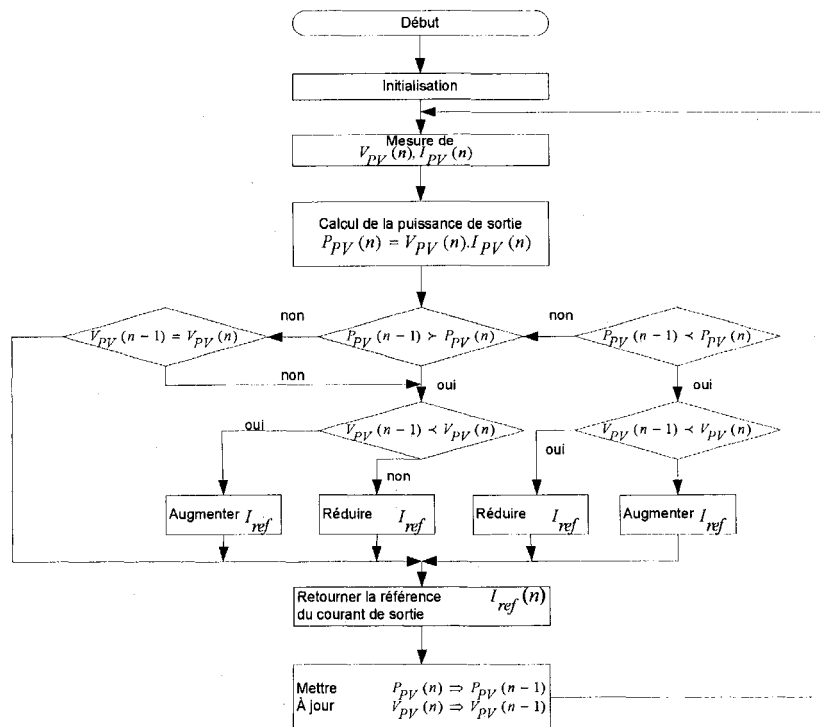 Début
Initialisation
Mesure de
V_PV (n), I_PV (n)
Calcul de la puissance de sortie
P_PV (n) = V_PV (n).I_PV (n)
non
non
V_PV (n − 1) = V_PV (n)
P_PV (n − 1) ≻ P_PV (n)
P_PV (n − 1) ≺ P_PV (n)
non
oui
oui
oui
V_PV (n − 1) ≺ V_PV (n)
V_PV (n − 1) ≺ V_PV (n)
oui
non
Augmenter I_ref
Réduire I_ref
Réduire I_ref
Augmenter I_ref
Retourner la référence I_ref (n)
du courant de sortie
Mettre P_PV (n) ⇒ P_PV (n − 1)
À jour V_PV (n) ⇒ V_PV (n − 1)